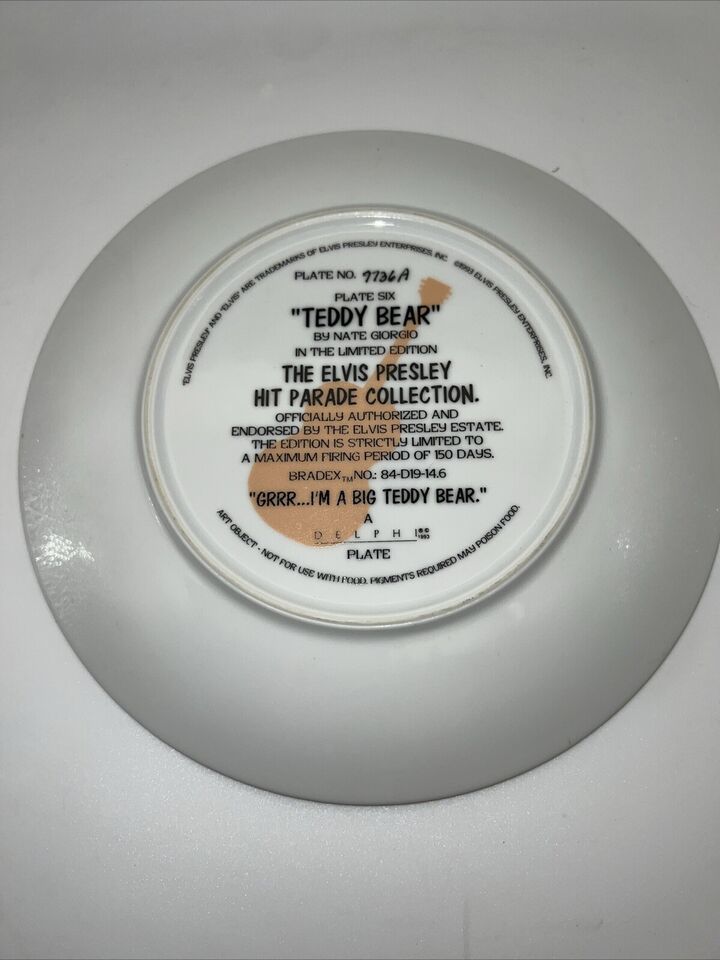 "ELVIS PRESLEY" AND "ELVIS" ARE TRADEMARKS OF ELVIS PRESLEY ENTERPRISES, INC. ©1993 ELVIS PRESLEY ENTERPRISES, INC.
PLATE NO. 9736A
PLATE SIX
"TEDDY BEAR"
BY NATE GIORGIO
IN THE LIMITED EDITION
THE ELVIS PRESLEY
HIT PARADE COLLECTION.
OFFICIALLY AUTHORIZED AND
ENDORSED BY THE ELVIS PRESLEY ESTATE.
THE EDITION IS STRICTLY LIMITED TO
A MAXIMUM FIRING PERIOD OF 150 DAYS.
BRADEX™ NO.: 84-D19-14.6
"GRRR...I'M A BIG TEDDY BEAR."
A
DELPHI ®© 1993
PLATE
ART OBJECT - NOT FOR USE WITH FOOD. PIGMENTS REQUIRED MAY POISON FOOD.